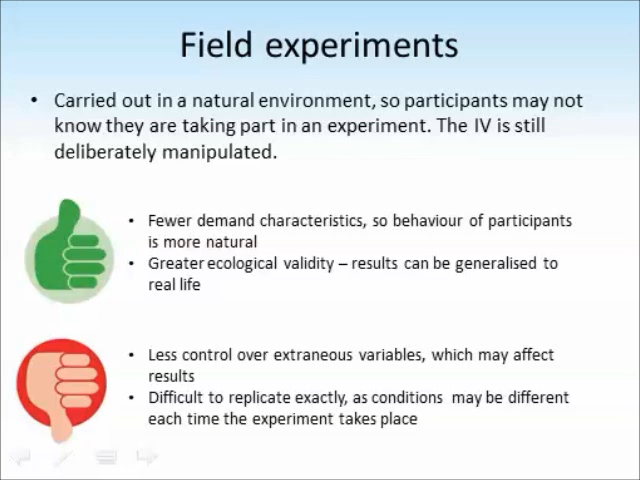 Field experiments
• Carried out in a natural environment, so participants may not
know they are taking part in an experiment. The IV is still
deliberately manipulated.
• Fewer demand characteristics, so behaviour of participants
is more natural
• Greater ecological validity – results can be generalised to
real life
• Less control over extraneous variables, which may affect
results
• Difficult to replicate exactly, as conditions may be different
each time the experiment takes place